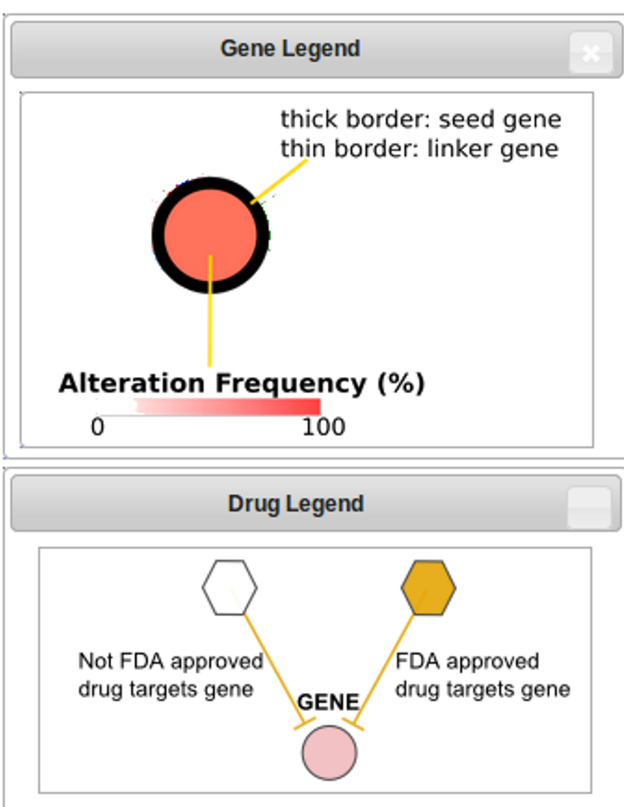 Gene Legend
thick border: seed gene
thin border: linker gene
Alteration Frequency (%)
0 100
Drug Legend
Not FDA approved
drug targets gene
FDA approved
drug targets gene
GENE